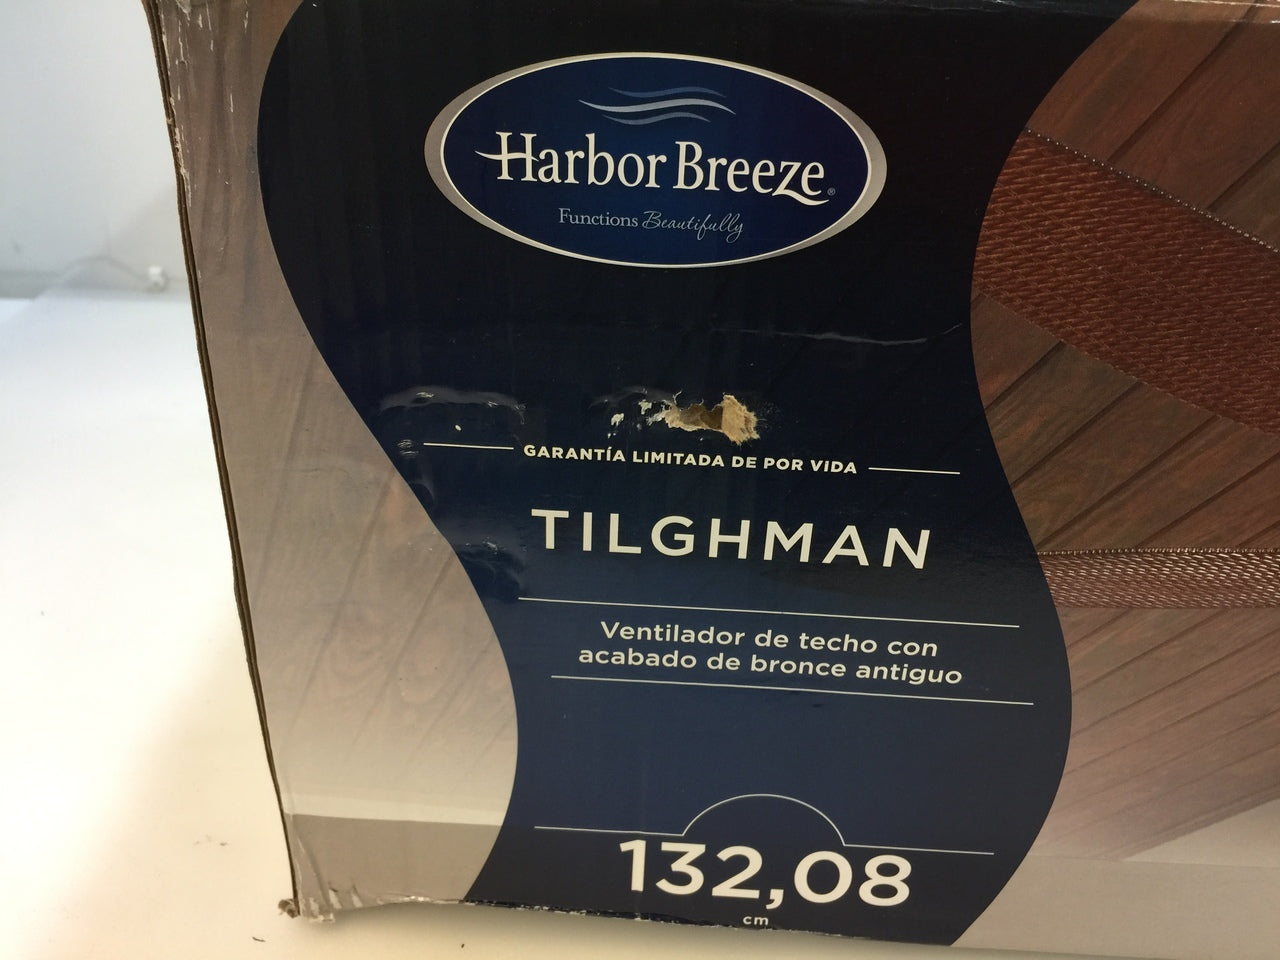 Harbor Breeze®
Functions Beautifully
GARANTÍA LIMITADA DE POR VIDA
TILGHMAN
Ventilador de techo con
acabado de bronce antiguo
132,08
cm